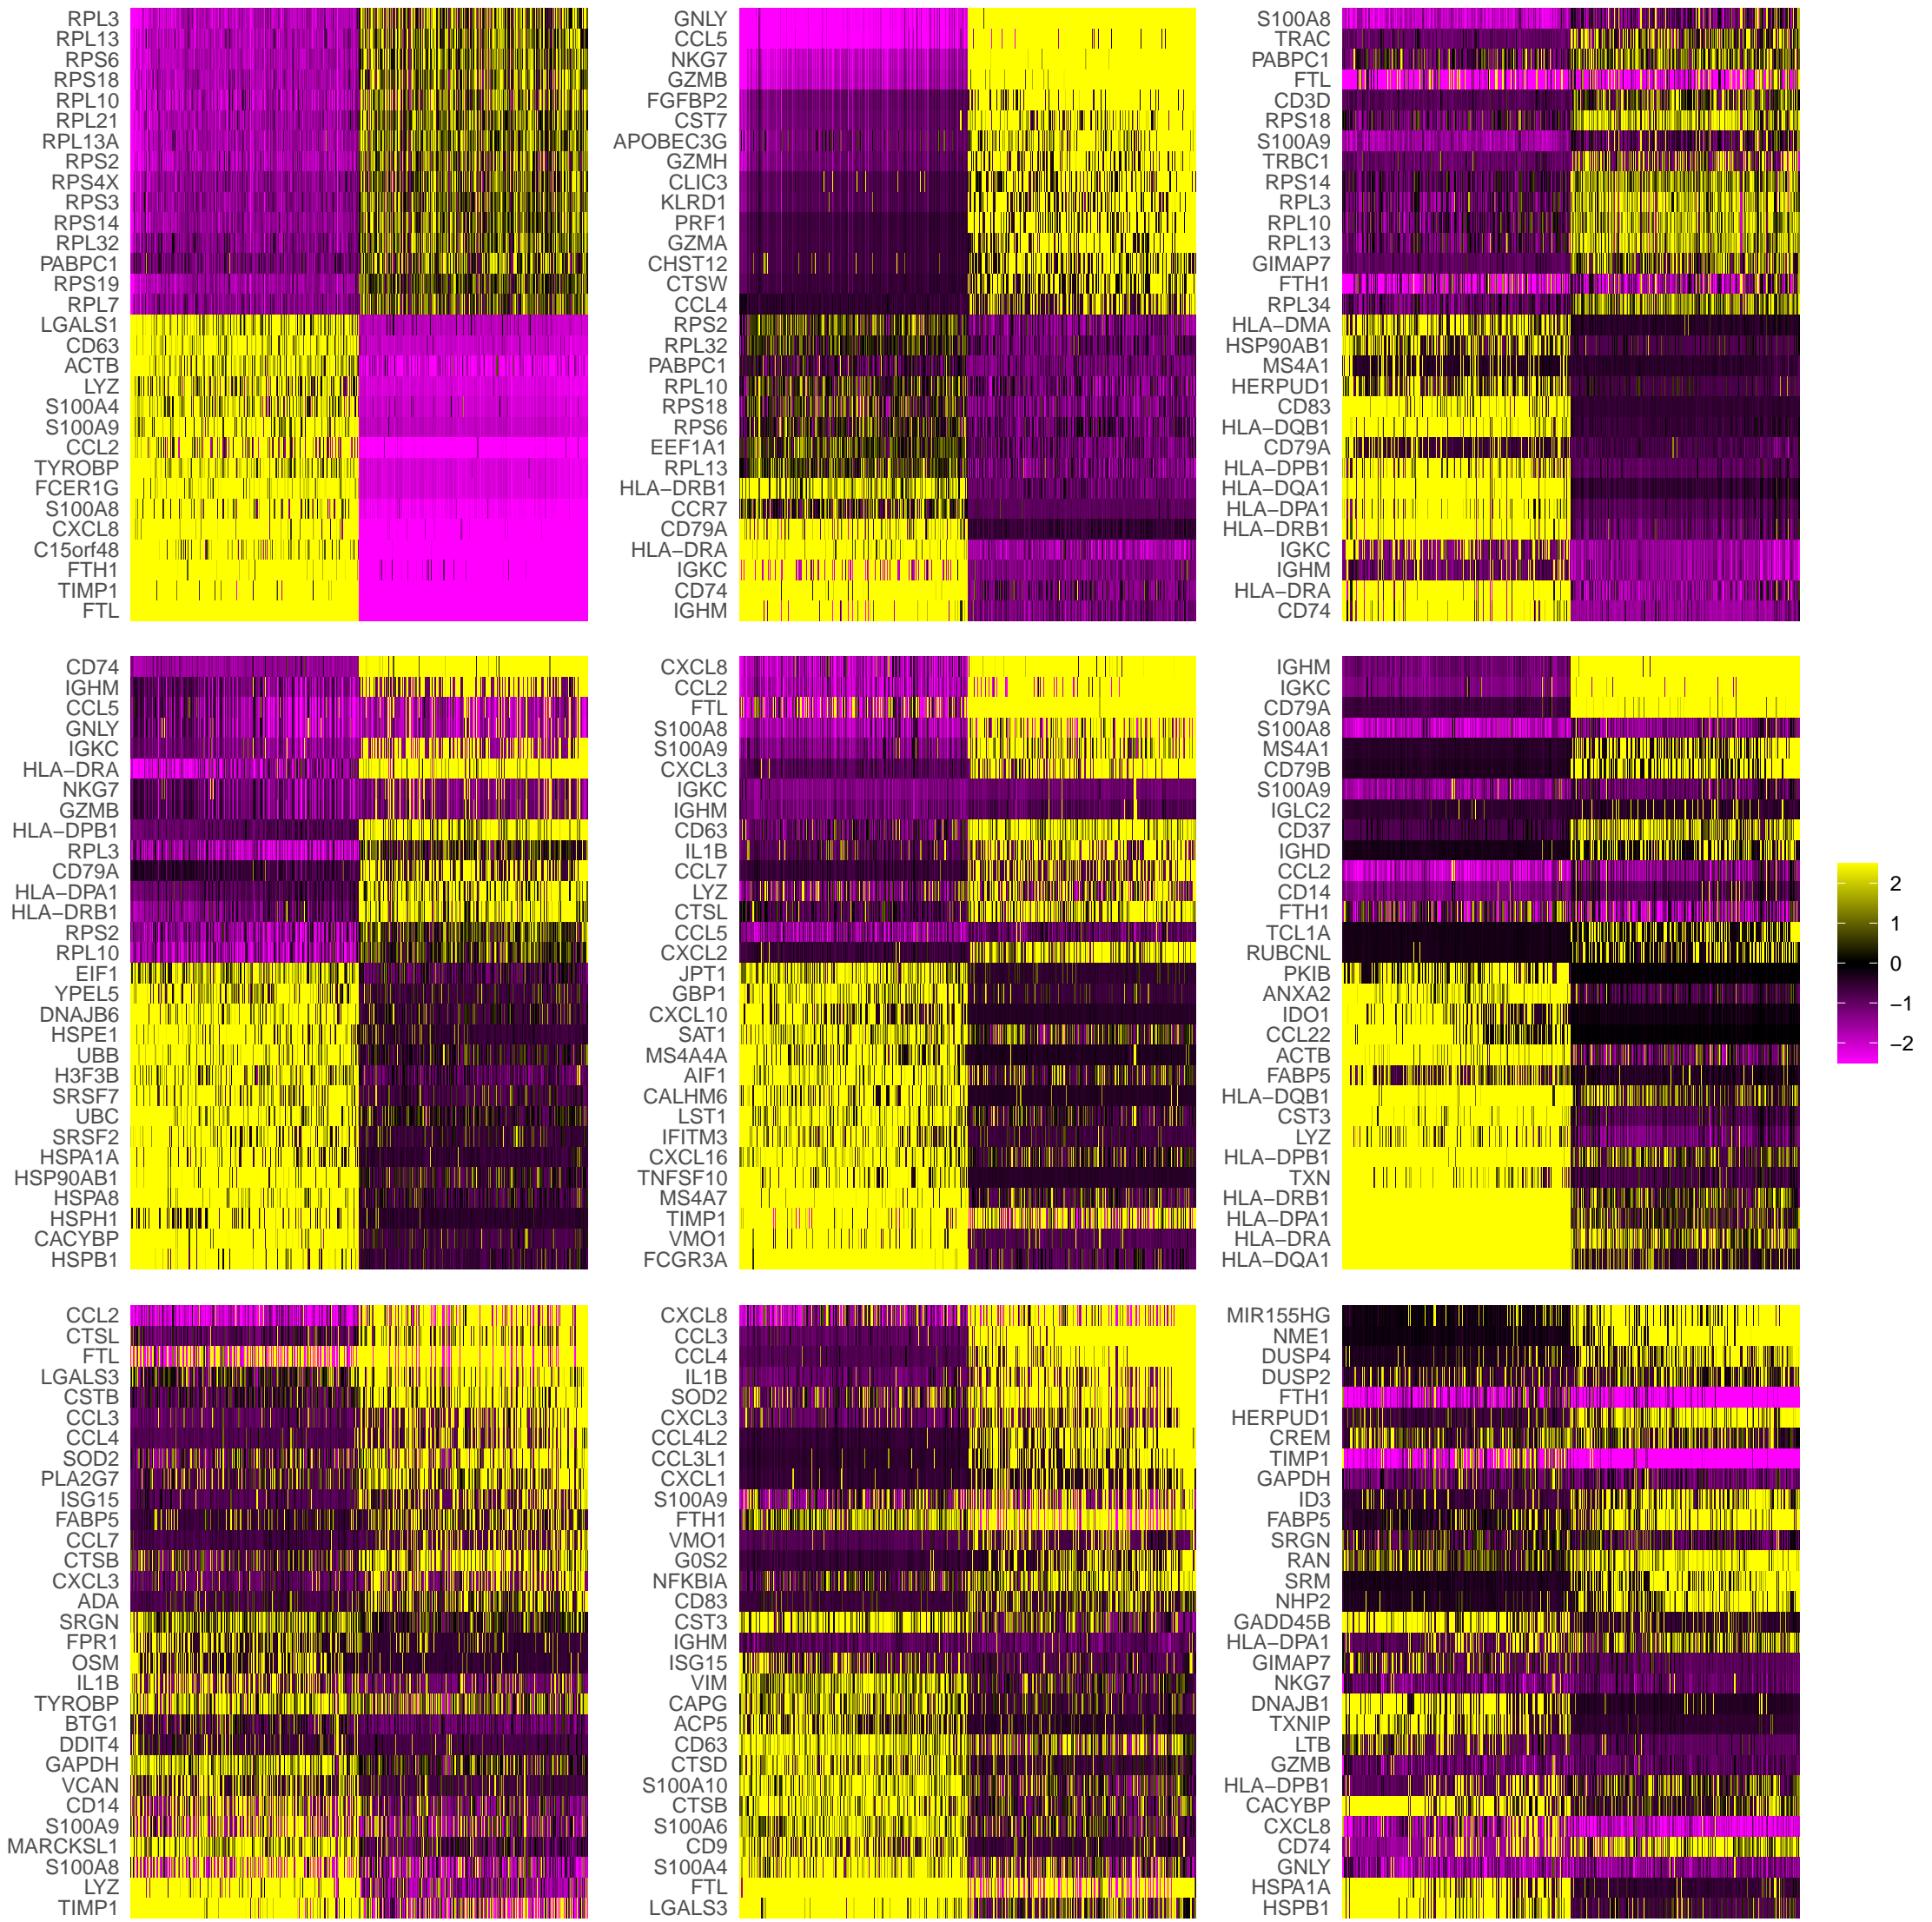 RPL3
RPL13
RPS6
RPS18
RPL10
RPL21
RPL13A
RPS2
RPS4X
RPS3
RPS14
RPL32
PABPC1
RPS19
RPL7
LGALS1
CD63
ACTB
LYZ
S100A4
S100A9
CCL2
TYROBP
FCER1G
S100A8
CXCL8
C15orf48
FTH1
TIMP1
FTL
GNLY
CCL5
NKG7
GZMB
FGFBP2
CST7
APOBEC3G
GZMH
CLIC3
KLRD1
PRF1
GZMA
CHST12
CTSW
CCL4
RPS2
RPL32
PABPC1
RPL10
RPS18
RPS6
EEF1A1
RPL13
HLA−DRB1
CCR7
CD79A
HLA−DRA
IGKC
CD74
IGHM
S100A8
TRAC
PABPC1
FTL
CD3D
RPS18
S100A9
TRBC1
RPS14
RPL3
RPL10
RPL13
GIMAP7
FTH1
RPL34
HLA−DMA
HSP90AB1
MS4A1
HERPUD1
CD83
HLA−DQB1
CD79A
HLA−DPB1
HLA−DQA1
HLA−DPA1
HLA−DRB1
IGKC
IGHM
HLA−DRA
CD74
CD74
IGHM
CCL5
GNLY
IGKC
HLA−DRA
NKG7
GZMB
HLA−DPB1
RPL3
CD79A
HLA−DPA1
HLA−DRB1
RPS2
RPL10
EIF1
YPEL5
DNAJB6
HSPE1
UBB
H3F3B
SRSF7
UBC
SRSF2
HSPA1A
HSP90AB1
HSPA8
HSPH1
CACYBP
HSPB1
CXCL8
CCL2
FTL
S100A8
S100A9
CXCL3
IGKC
IGHM
CD63
IL1B
CCL7
LYZ
CTSL
CCL5
CXCL2
JPT1
GBP1
CXCL10
SAT1
MS4A4A
AIF1
CALHM6
LST1
IFITM3
CXCL16
TNFSF10
MS4A7
TIMP1
VMO1
FCGR3A
IGHM
IGKC
CD79A
S100A8
MS4A1
CD79B
S100A9
IGLC2
CD37
IGHD
CCL2
CD14
FTH1
TCL1A
RUBCNL
PKIB
ANXA2
IDO1
CCL22
ACTB
FABP5
HLA−DQB1
CST3
LYZ
HLA−DPB1
TXN
HLA−DRB1
HLA−DPA1
HLA−DRA
HLA−DQA1
2
1
0
−1
−2
CCL2
CTSL
FTL
LGALS3
CSTB
CCL3
CCL4
SOD2
PLA2G7
ISG15
FABP5
CCL7
CTSB
CXCL3
ADA
SRGN
FPR1
OSM
IL1B
TYROBP
BTG1
DDIT4
GAPDH
VCAN
CD14
S100A9
MARCKSL1
S100A8
LYZ
TIMP1
CXCL8
CCL3
CCL4
IL1B
SOD2
CXCL3
CCL4L2
CCL3L1
CXCL1
S100A9
FTH1
VMO1
G0S2
NFKBIA
CD83
CST3
IGHM
ISG15
VIM
CAPG
ACP5
CD63
CTSD
S100A10
CTSB
S100A6
CD9
S100A4
FTL
LGALS3
MIR155HG
NME1
DUSP4
DUSP2
FTH1
HERPUD1
CREM
TIMP1
GAPDH
ID3
FABP5
SRGN
RAN
SRM
NHP2
GADD45B
HLA−DPA1
GIMAP7
NKG7
DNAJB1
TXNIP
LTB
GZMB
HLA−DPB1
CACYBP
CXCL8
CD74
GNLY
HSPA1A
HSPB1